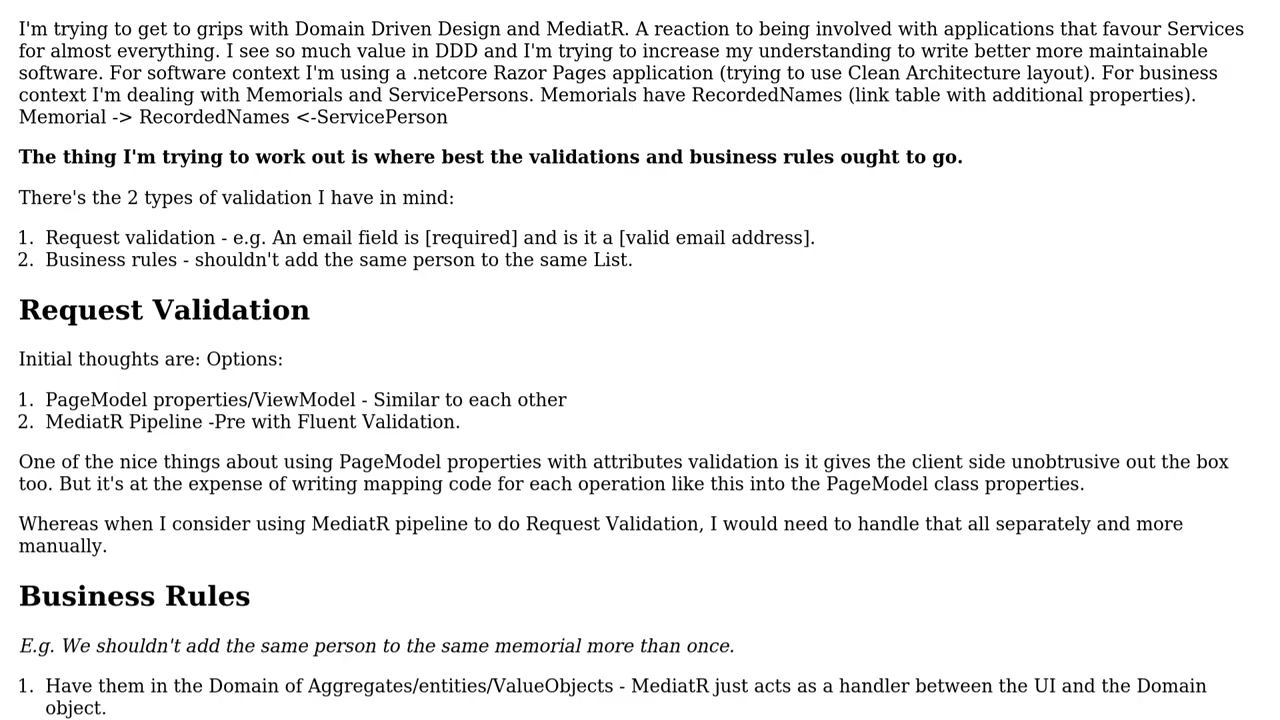 I'm trying to get to grips with Domain Driven Design and MediatR. A reaction to being involved with applications that favour Services
for almost everything. I see so much value in DDD and I'm trying to increase my understanding to write better more maintainable
software. For software context I'm using a .netcore Razor Pages application (trying to use Clean Architecture layout). For business
context I'm dealing with Memorials and ServicePersons. Memorials have RecordedNames (link table with additional properties).
Memorial -> RecordedNames <-ServicePerson
The thing I'm trying to work out is where best the validations and business rules ought to go.
There's the 2 types of validation I have in mind:
1. Request validation - e.g. An email field is [required] and is it a [valid email address].
2. Business rules - shouldn't add the same person to the same List.
Request Validation
Initial thoughts are: Options:
1. PageModel properties/ViewModel - Similar to each other
2. MediatR Pipeline -Pre with Fluent Validation.
One of the nice things about using PageModel properties with attributes validation is it gives the client side unobtrusive out the box
too. But it's at the expense of writing mapping code for each operation like this into the PageModel class properties.
Whereas when I consider using MediatR pipeline to do Request Validation, I would need to handle that all separately and more
manually.
Business Rules
E.g. We shouldn't add the same person to the same memorial more than once.
1. Have them in the Domain of Aggregates/entities/ValueObjects - MediatR just acts as a handler between the UI and the Domain
object.